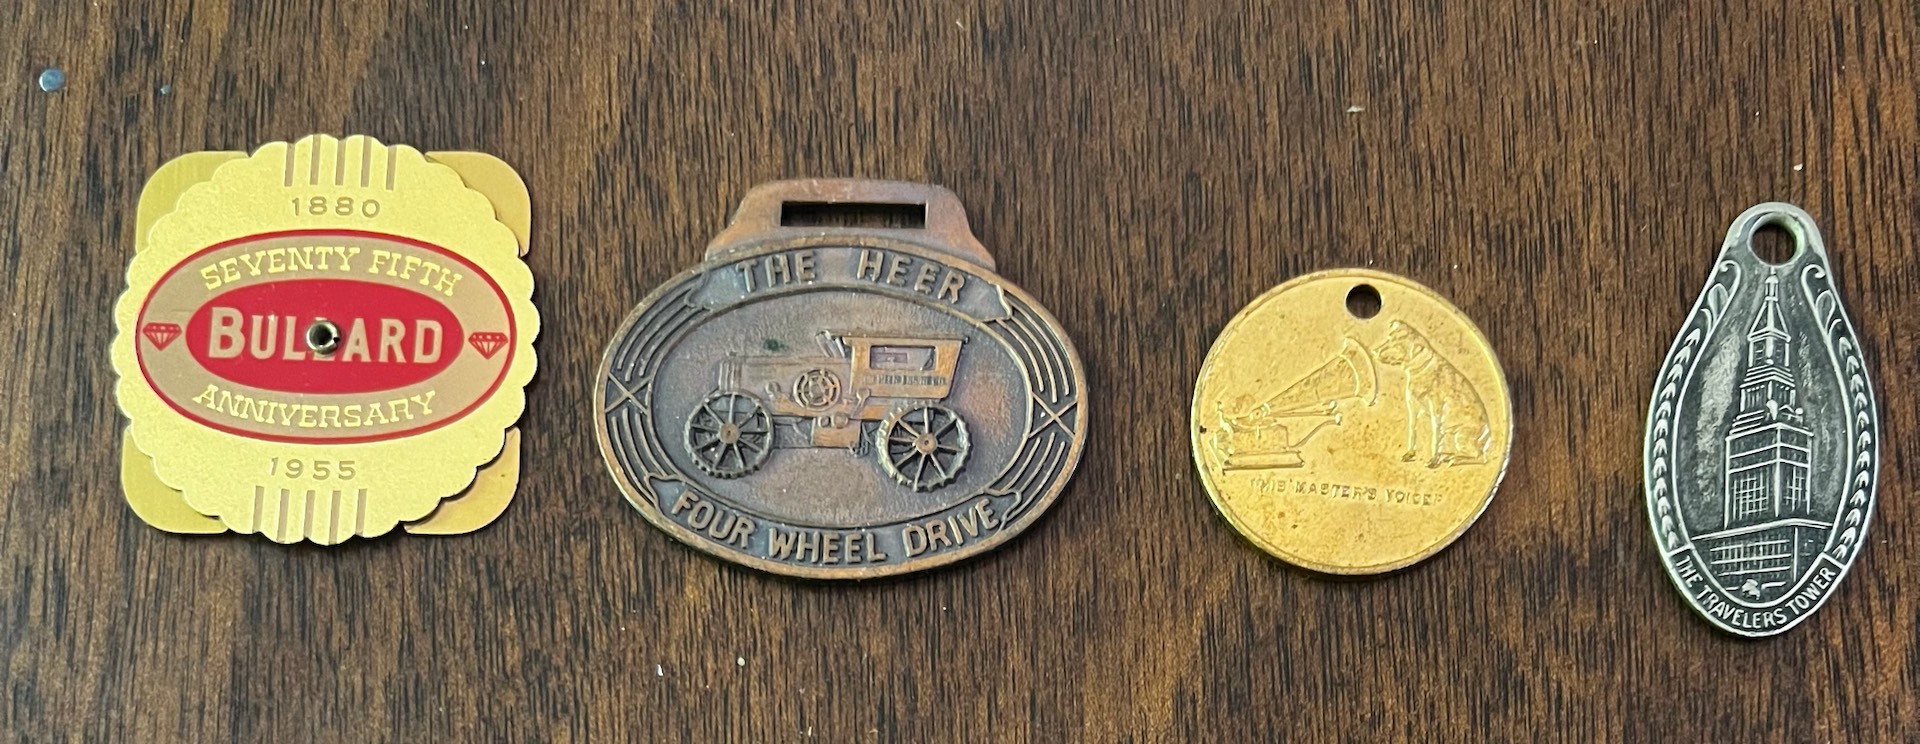 1880
SEVENTY FIFTH
BULLARD
ANNIVERSARY
1955
THE HEER
FOUR WHEEL DRIVE
"HIS MASTER'S VOICE"
THE TRAVELERS TOWER